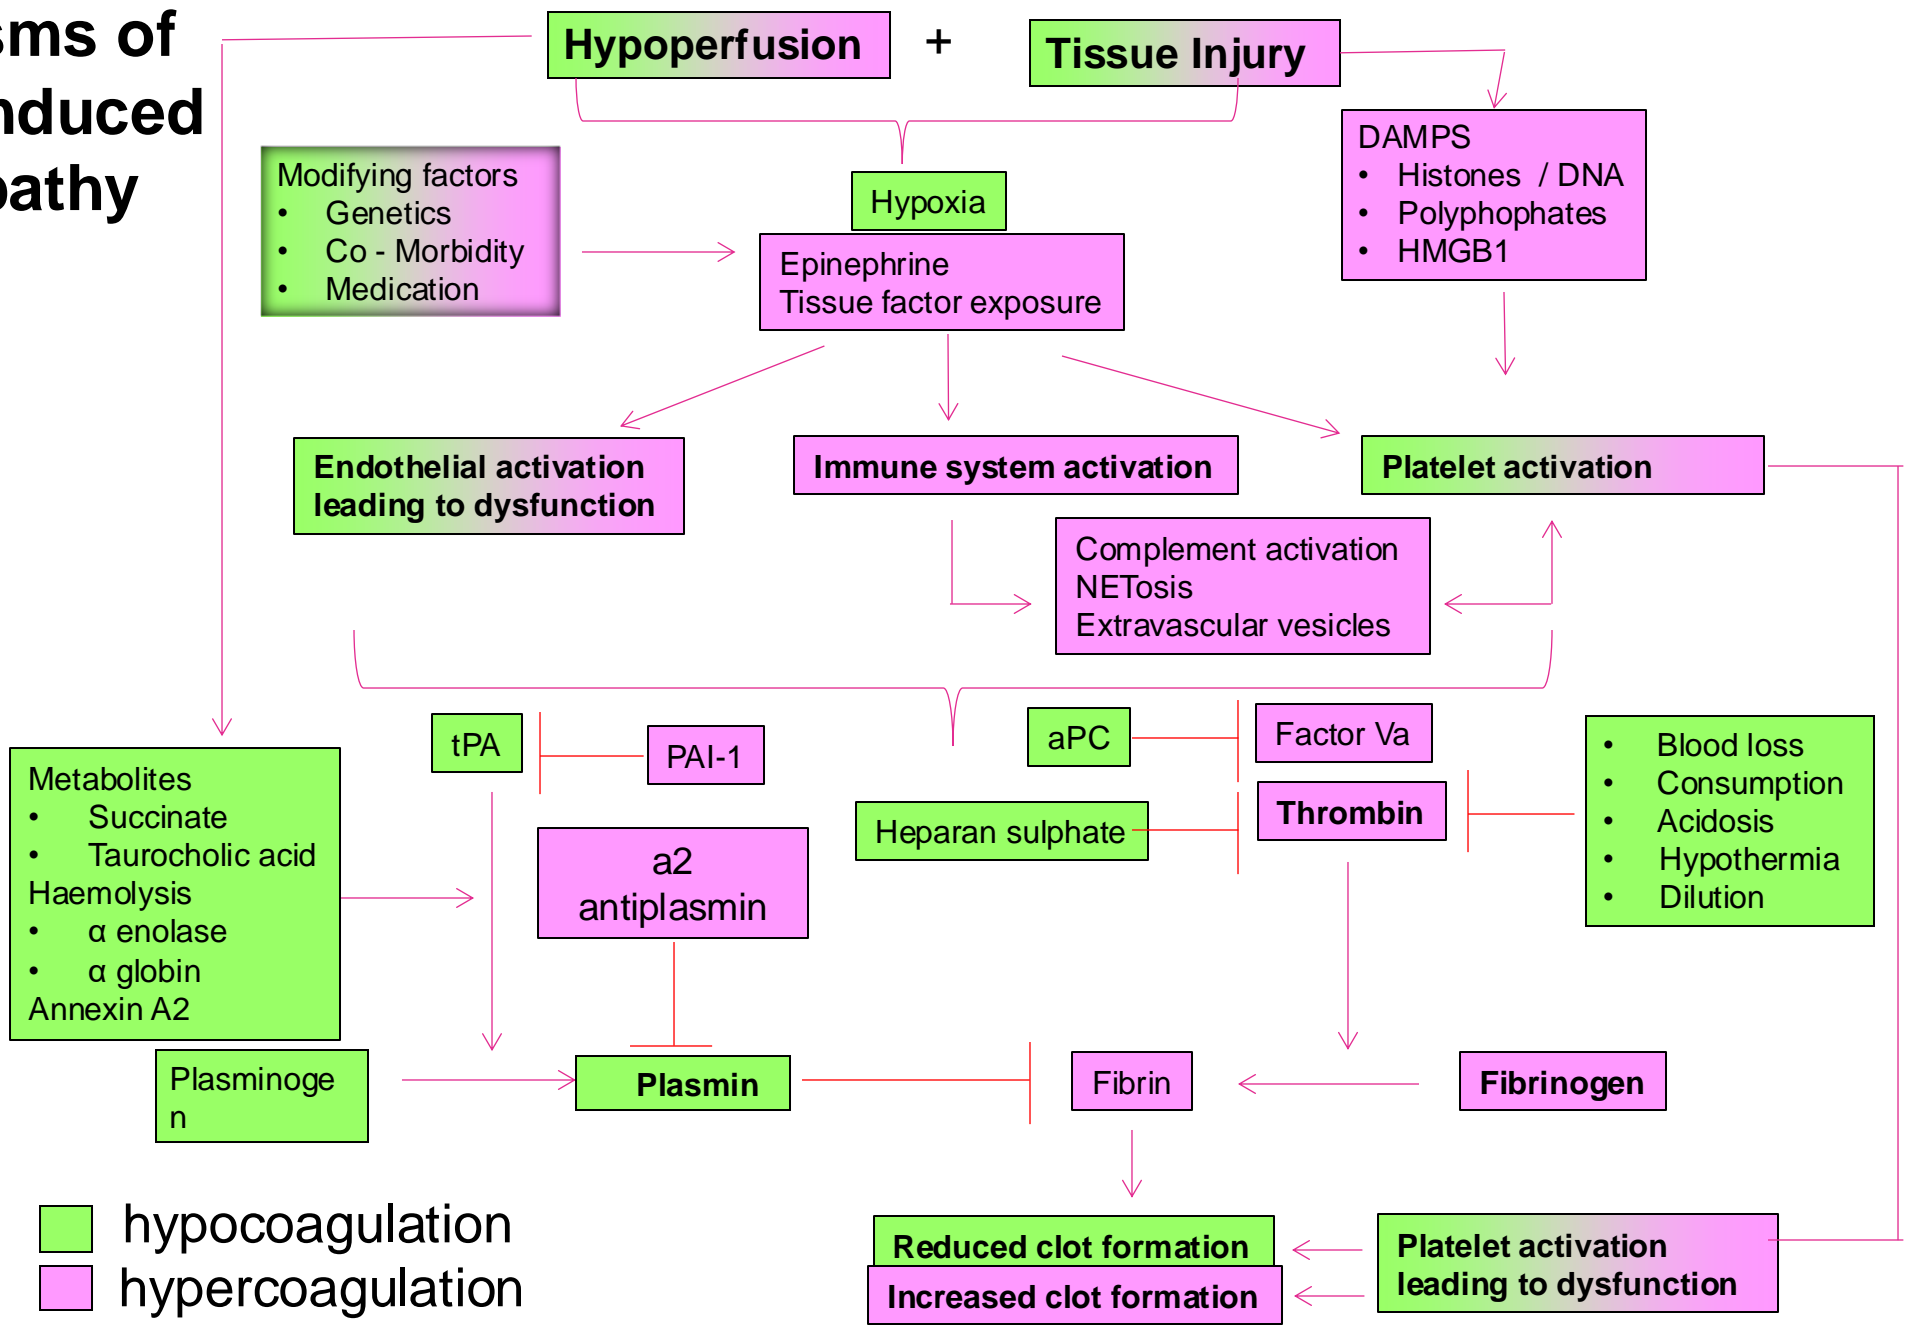 sms of
nduced
pathy
Hypoperfusion
+
Tissue Injury
Modifying factors
• Genetics
• Co - Morbidity
• Medication
Hypoxia
Epinephrine
Tissue factor exposure
DAMPS
• Histones / DNA
• Polyphophates
• HMGB1
Endothelial activation
leading to dysfunction
Immune system activation
Platelet activation
Complement activation
NETosis
Extravascular vesicles
tPA
PAI-1
aPC
Factor Va
Thrombin
Heparan sulphate
• Blood loss
• Consumption
• Acidosis
• Hypothermia
• Dilution
Metabolites
• Succinate
• Taurocholic acid
Haemolysis
• α enolase
• α globin
Annexin A2
a2
antiplasmin
Plasminoge
n
Plasmin
Fibrin
Fibrinogen
hypocoagulation
hypercoagulation
Reduced clot formation
Increased clot formation
Platelet activation
leading to dysfunction